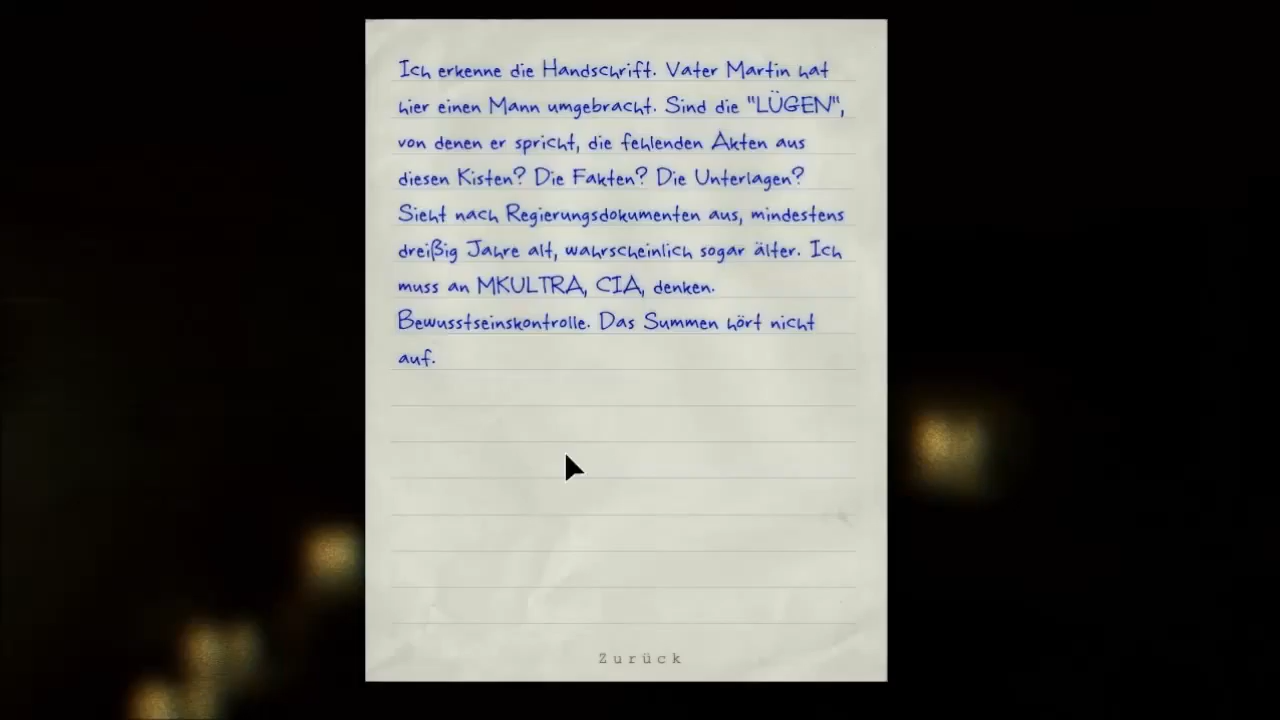 Ich erkenne die Handschrift. Vater Martin hat
hier einen Mann umgebracht. Sind die "LÜGEN",
von denen er spricht, die fehlenden Akten aus
diesen Kisten? Die Fakten? Die Unterlagen?
Sieht nach Regierungsdokumenten aus, mindestens
dreißig Jahre alt, wahrscheinlich sogar älter. Ich
muss an MKULTRA, CIA, denken.
Bewusstseinskontrolle. Das Summen hört nicht
auf.
Zurück